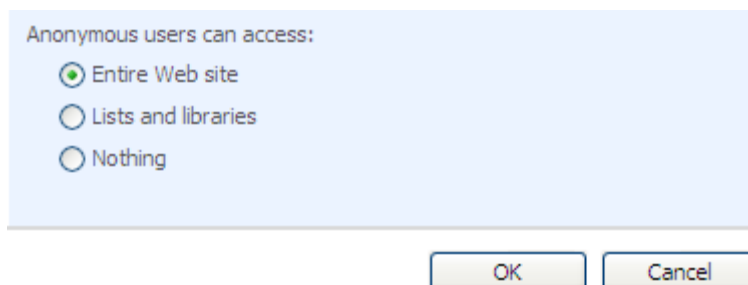 Anonymous users can access:
Entire Web site
Lists and libraries
Nothing
OK
Cancel